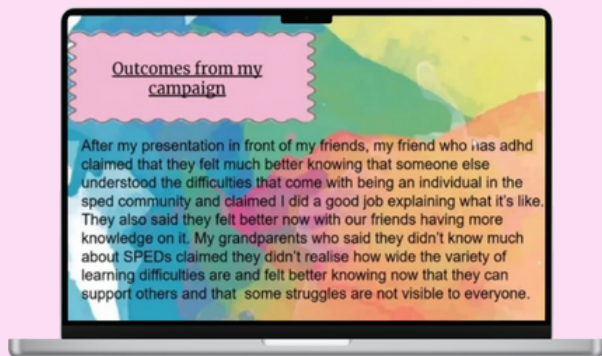 Outcomes from my
campaign
After my presentation in front of my friends, my friend who has adhd
claimed that they felt much better knowing that someone else
understood the difficulties that come with being an individual in the
sped community and claimed I did a good job explaining what it's like.
They also said they felt better now with our friends having more
knowledge on it. My grandparents who said they didn't know much
about SPEDs claimed they didn't realise how wide the variety of
learning difficulties are and felt better knowing now that they can
support others and that some struggles are not visible to everyone.